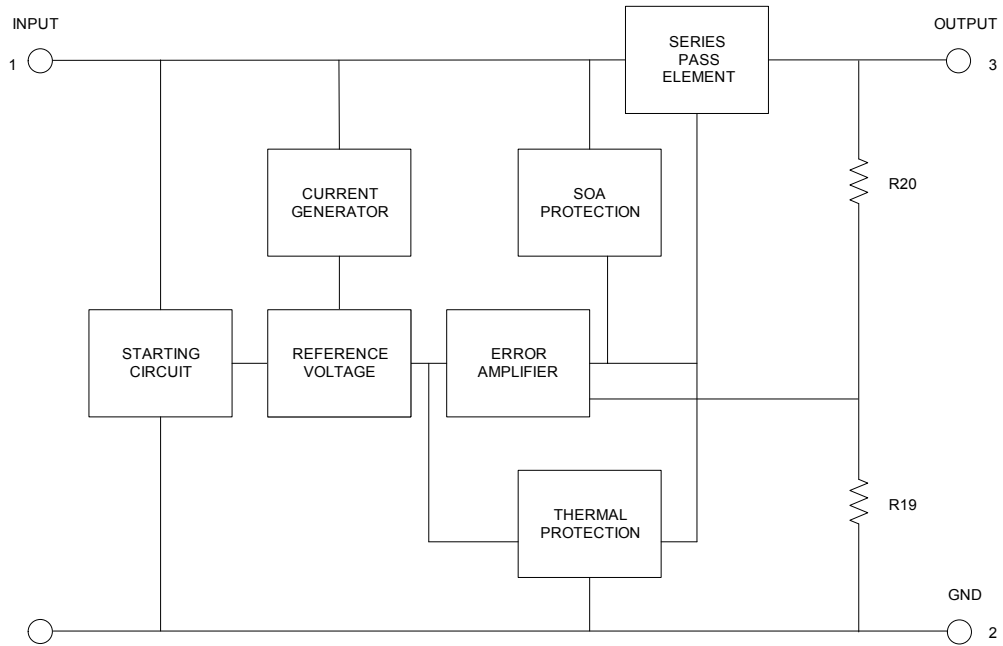 INPUT
OUTPUT
1
3
SERIES
PASS
ELEMENT
CURRENT
GENERATOR
SOA
PROTECTION
R20
STARTING
CIRCUIT
REFERENCE
VOLTAGE
ERROR
AMPLIFIER
THERMAL
PROTECTION
R19
GND
2